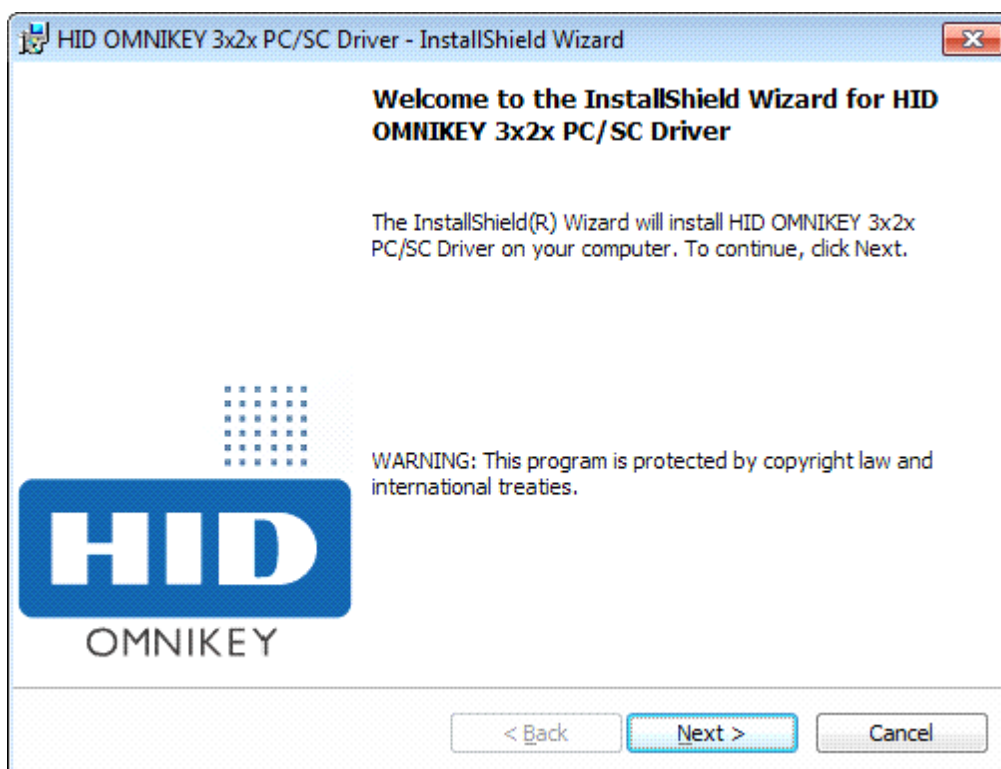 HID OMNIKEY 3x2x PC/SC Driver - InstallShield Wizard
Welcome to the InstallShield Wizard for HID
OMNIKEY 3x2x PC/SC Driver
The InstallShield(R) Wizard will install HID OMNIKEY 3x2x
PC/SC Driver on your computer. To continue, click Next.
WARNING: This program is protected by copyright law and
international treaties.
HID
OMNIKEY
< Back
Next >
Cancel